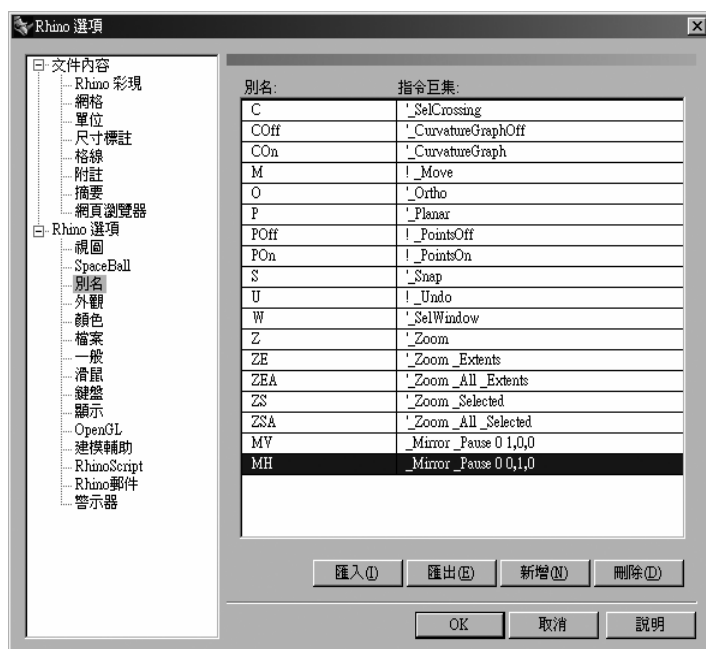 Rhino 選項
文件內容
Rhino 彩現
網格
單位
尺寸標註
格線
附註
摘要
網頁瀏覽器
Rhino 選項
視圖
SpaceBall
別名
外觀
顏色
檔案
一般
滑鼠
鍵盤
顯示
OpenGL
建模輔助
RhinoScript
Rhino郵件
警示器
別名: 指令巨集:
C '_SelCrossing
COff '_CurvatureGraphOff
COn '_CurvatureGraph
M ! _Move
O '_Ortho
P '_Planar
POff ! _PointsOff
POn ! _PointsOn
S '_Snap
U ! _Undo
W '_SelWindow
Z '_Zoom
ZE '_Zoom _Extents
ZEA '_Zoom _All _Extents
ZS '_Zoom _Selected
ZSA '_Zoom _All _Selected
MV _Mirror _Pause 0 1,0,0
MH _Mirror _Pause 0 0,1,0
匯入(I) 匯出(E) 新增(N) 刪除(D)
OK 取消 說明